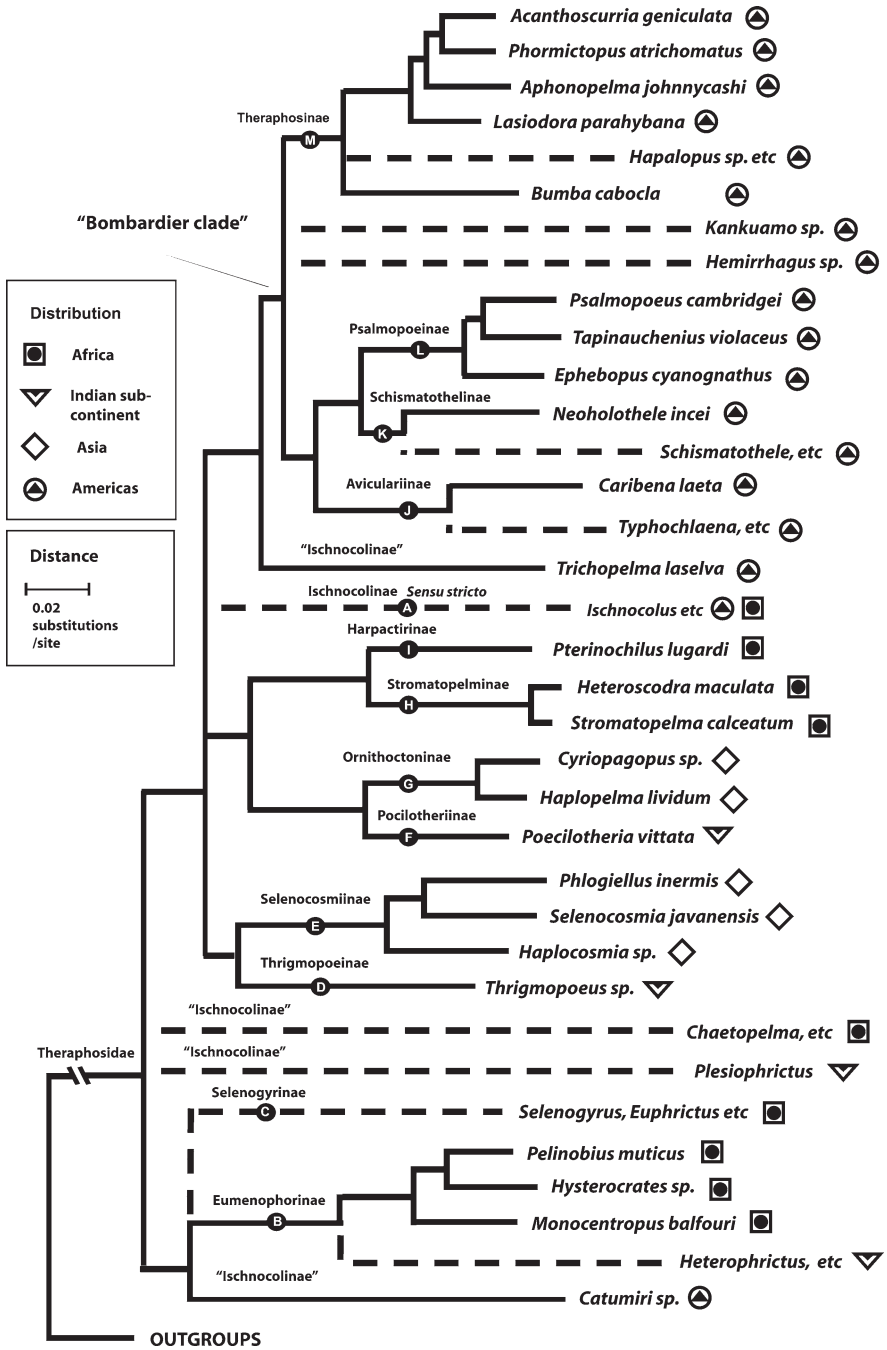 Acanthoscurria geniculata
Phormictopus atrichomatus
Aphonopelma johnnycashi
Theraphosinae
Lasiodora parahybana
M
Hapalopus sp. etc
Bumba cabocla
“Bombardier clade”
Kankuamo sp.
Hemirrhagus sp.
Distribution
Africa
Indian sub-
continent
Asia
Americas
Psalmopoeus cambridgei
Psalmopoeinae
Tapinauchenius violaceus
L
Ephebopus cyanognathus
Schismatothelinae
Neoholothele incei
K
Schismatothele, etc
Aviculariinae
Caribena laeta
J
Typhochlaena, etc
“Ischnocolinae”
Trichopelma laselva
Distance
0.02
substitutions
/site
Ischnocolinae Sensu stricto
A
Ischnocolus etc
Harpactirinae
I
Pterinochilus lugardi
Stromatopelminae
Heteroscodra maculata
H
Stromatopelma calceatum
Ornithoctoninae
Cyriopagopus sp.
G
Haplopelma lividum
Pocilotheriinae
F
Poecilotheria vittata
Phlogiellus inermis
Selenocosmiinae
Selenocosmia javanensis
E
Haplocosmia sp.
Thrigmopoeinae
D
Thrigmopoeus sp.
“Ischnocolinae”
Chaetopelma, etc
Theraphosidae
“Ischnocolinae”
Plesiophrictus
Selenogyrinae
C
Selenogyrus, Euphrictus etc
Pelinobius muticus
Hysterocrates sp.
Eumenophorinae
B
Monocentropus balfouri
Heterophrictus, etc
“Ischnocolinae”
Catumiri sp.
OUTGROUPS